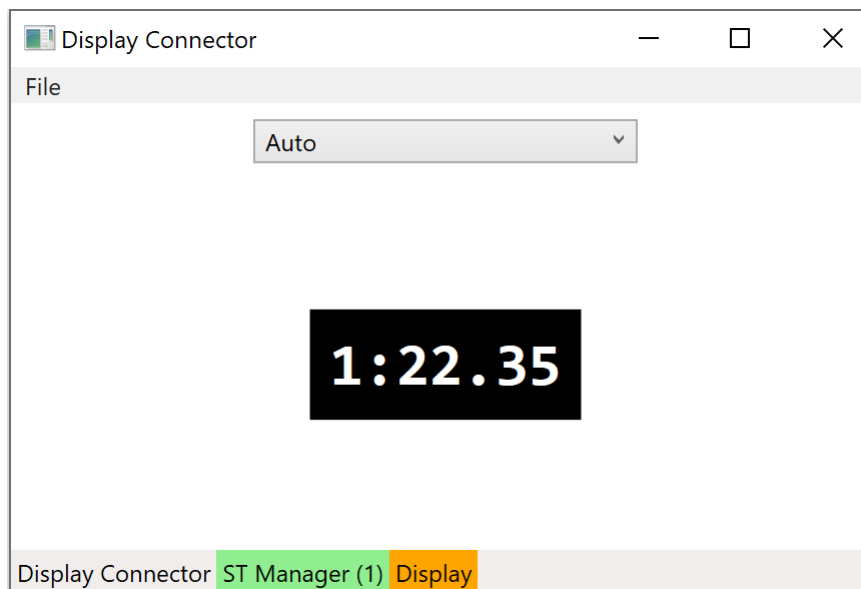 Display Connector
File
Auto
1:22.35
Display Connector ST Manager (1) Display